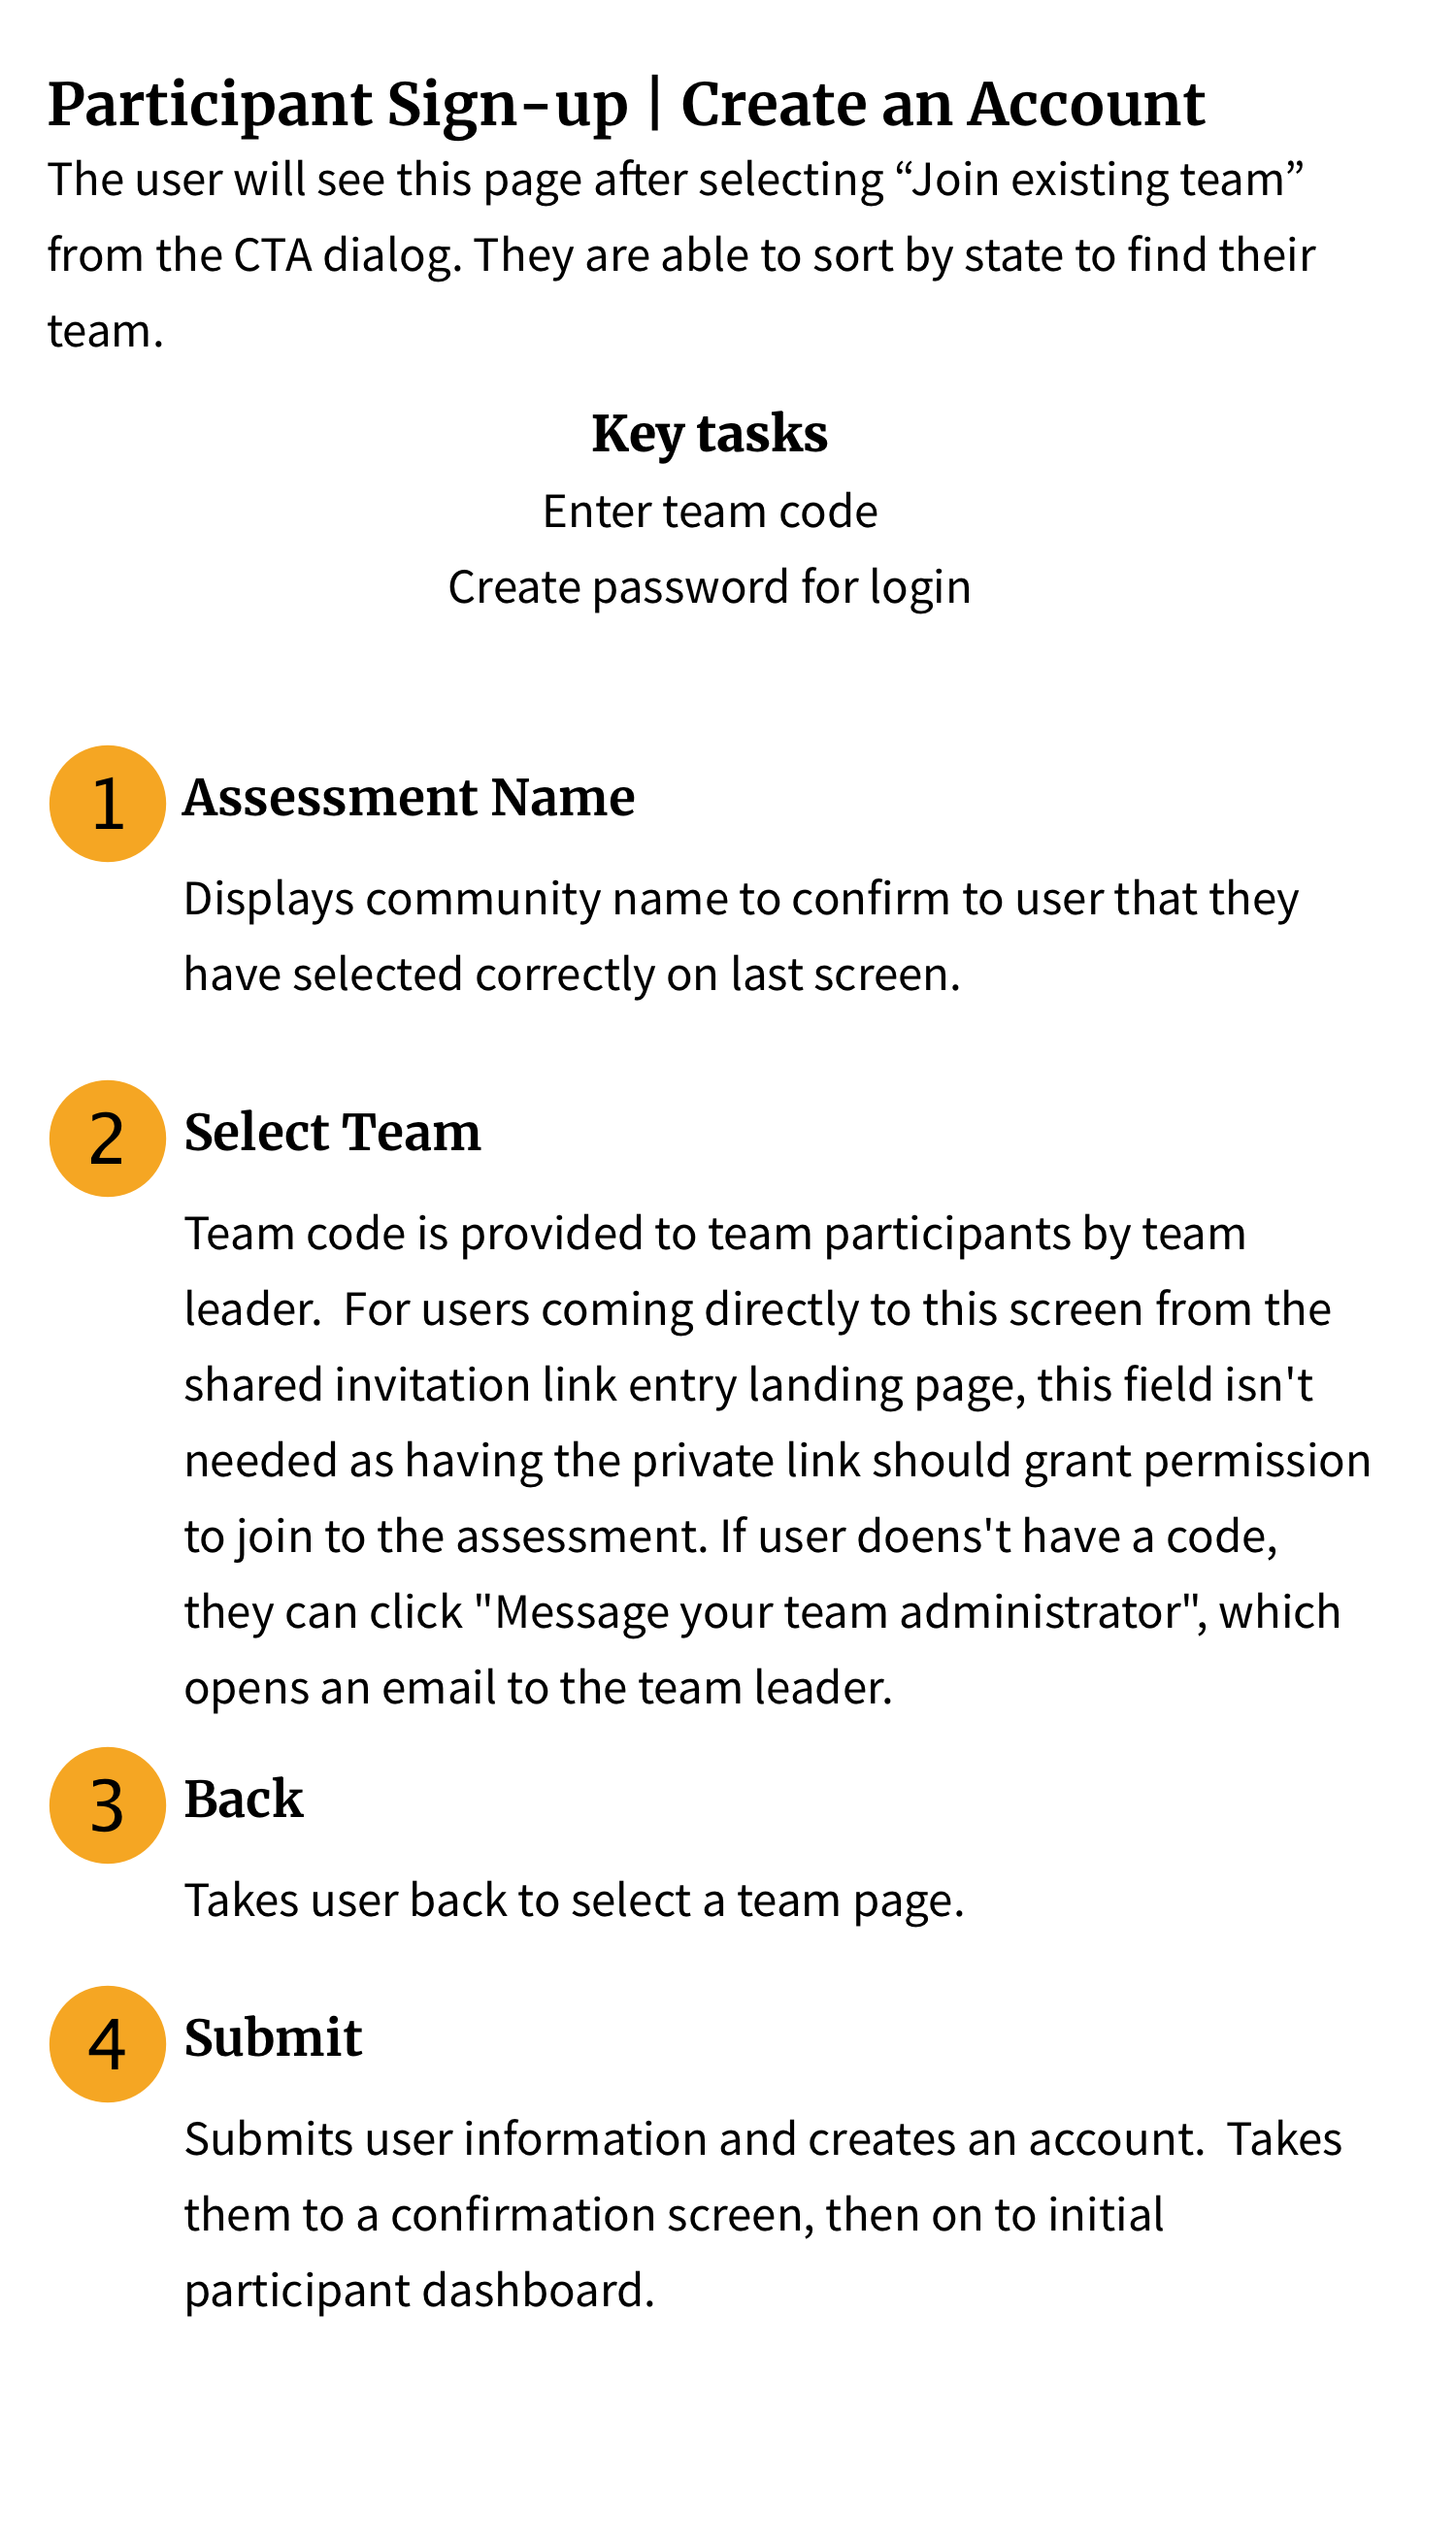 Participant Sign-up | Create an Account
The user will see this page after selecting “Join existing team”
from the CTA dialog. They are able to sort by state to find their
team.
Key tasks
Enter team code
Create password for login
1 Assessment Name
Displays community name to confirm to user that they
have selected correctly on last screen.
2 Select Team
Team code is provided to team participants by team
leader.  For users coming directly to this screen from the
shared invitation link entry landing page, this field isn't
needed as having the private link should grant permission
to join to the assessment. If user doens't have a code,
they can click "Message your team administrator", which
opens an email to the team leader.
3 Back
Takes user back to select a team page.
4 Submit
Submits user information and creates an account.  Takes
them to a confirmation screen, then on to initial
participant dashboard.